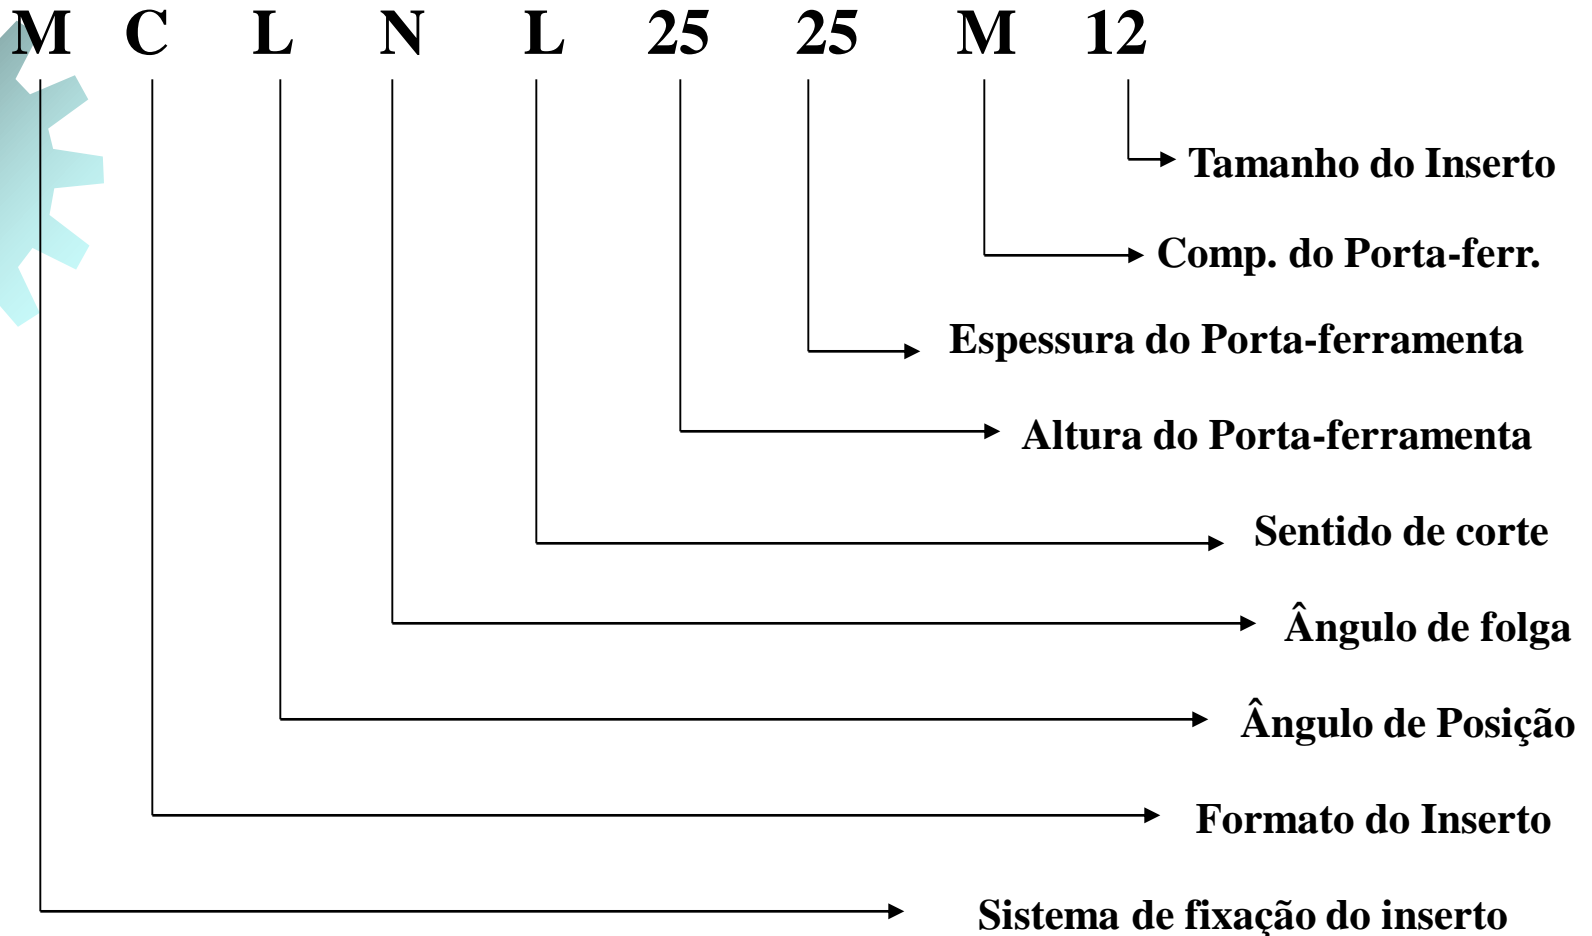 M C L N L 25 25 M 12
Tamanho do Inserto
Comp. do Porta-ferr.
Espessura do Porta-ferramenta
Altura do Porta-ferramenta
Sentido de corte
Ângulo de folga
Ângulo de Posição
Formato do Inserto
Sistema de fixação do inserto